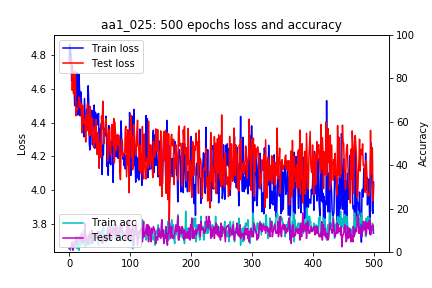 aa1_025: 500 epochs loss and accuracy
Train loss
Test loss
Train acc
Test acc
Loss
Accuracy
4.8
4.6
4.4
4.2
4.0
3.8
100
80
60
40
20
0
0 100 200 300 400 500